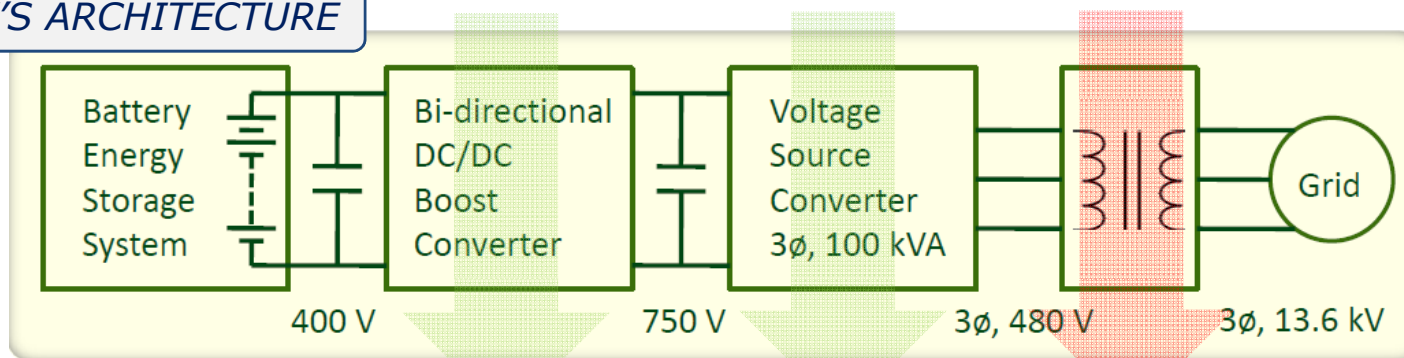 'S ARCHITECTURE
Battery
Energy
Storage
System
Bi-directional
DC/DC
Boost
Converter
Voltage
Source
Converter
3ø, 100 kVA
Grid
400 V
750 V
3ø, 480 V
3ø, 13.6 kV